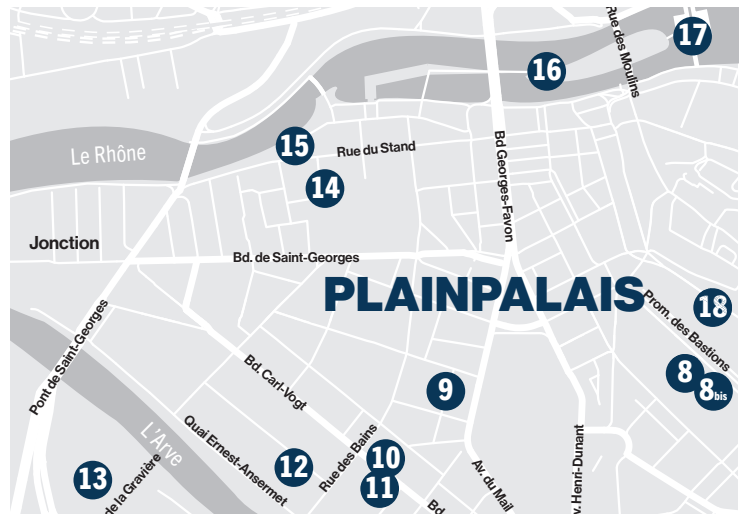 17
Rue des Moulins
16
15
Rue du Stand
Le Rhône
Bd Georges-Favon
14
Jonction
Bd. de Saint-Georges
PLAINPALAIS
18
Prom. des Bastions
Pont de Saint-Georges
8
8bis
Bd. Carl-Vogt
9
L'Arve
Quai Ernest-Ansermet
Rue des Bains
10
12
11
13
de la Gravière
Av. du Mail
v. Henri-Dunant
Bd.